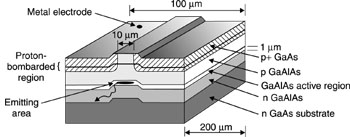 100 μm
Metal electrode
10 μm
Proton-
bombarded
region
Emitting
area
1 μm
p+ GaAs
p GaAlAs
GaAlAs active region
n GaAlAs
n GaAs substrate
200 μm